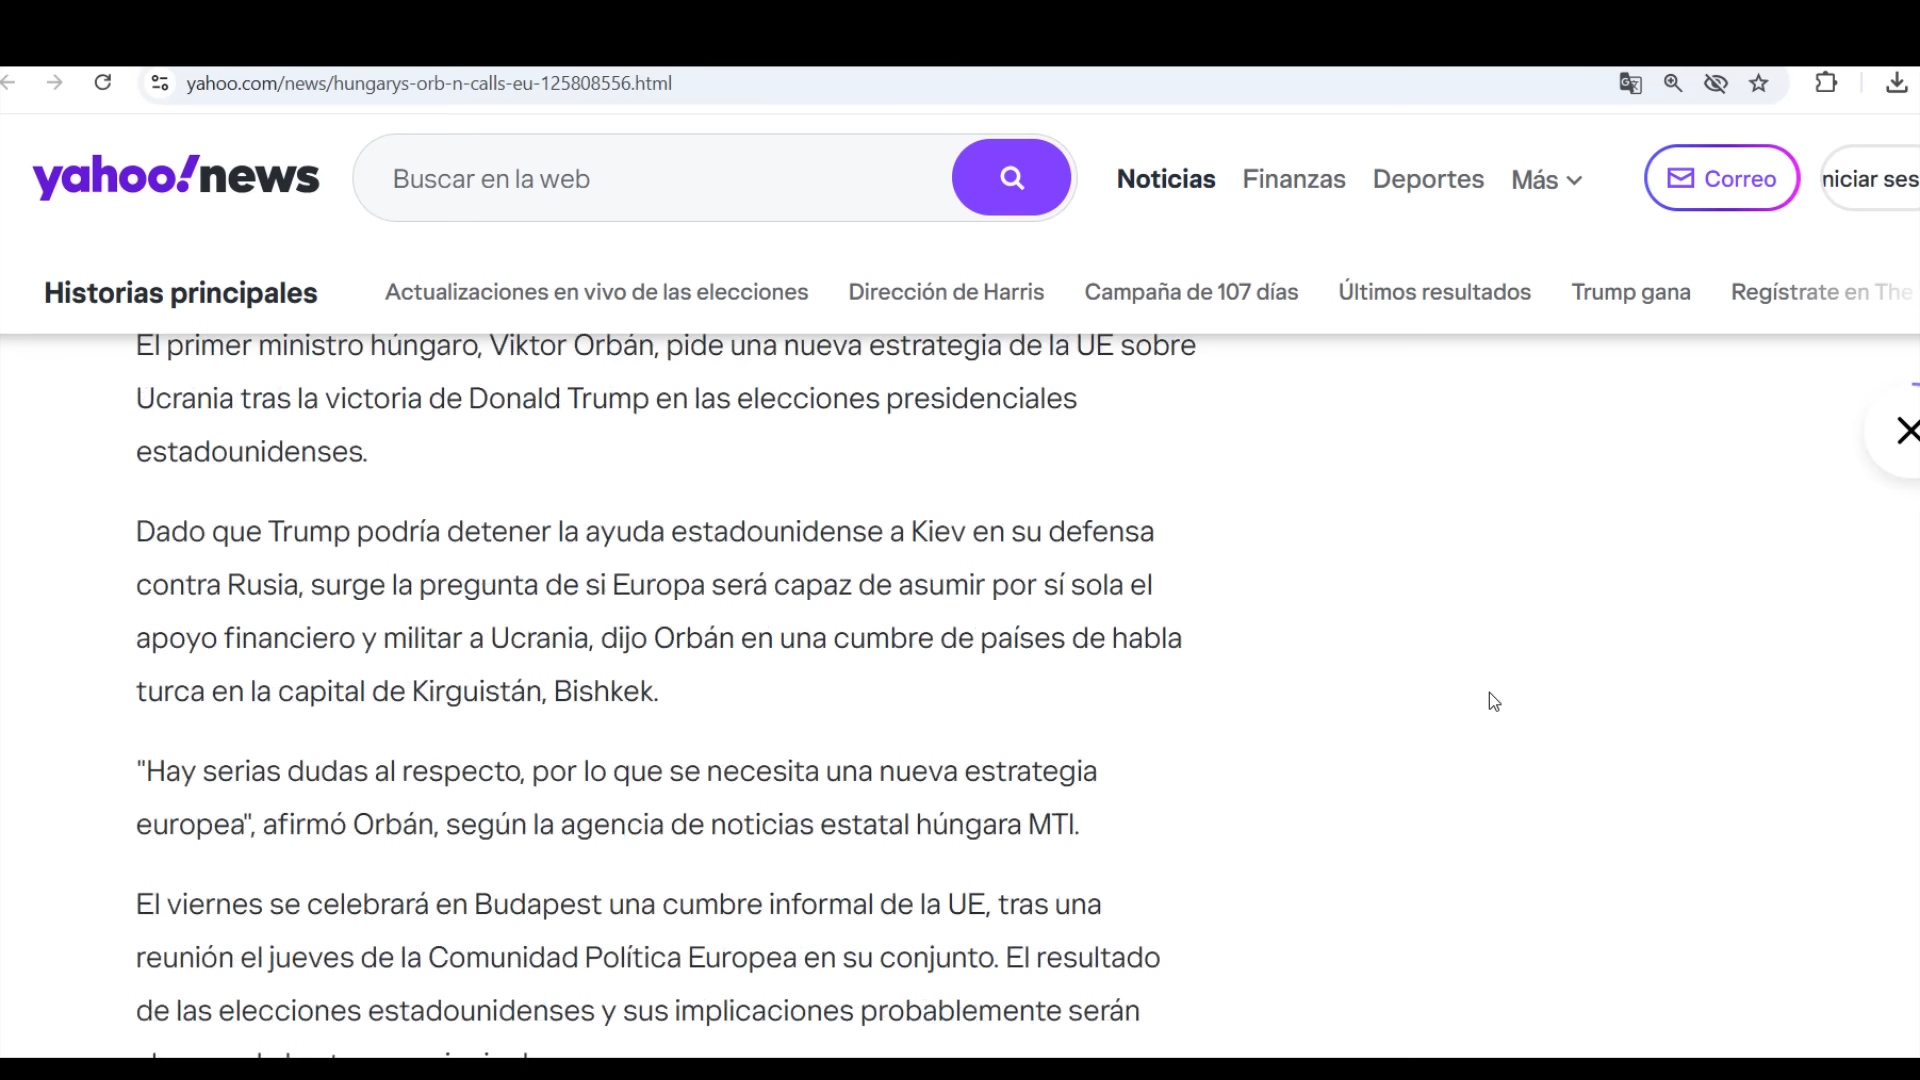 yahoo.com/news/hungarys-orb-n-calls-eu-125808556.html
yahoo!news
Buscar en la web
Noticias
Finanzas
Deportes
Más
Correo
niciar ses
Historias principales
Actualizaciones en vivo de las elecciones
Dirección de Harris
Campaña de 107 días
Últimos resultados
Trump gana
Regístrate en The
El primer ministro húngaro, Viktor Orbán, pide una nueva estrategia de la UE sobre
Ucrania tras la victoria de Donald Trump en las elecciones presidenciales
estadounidenses.
Dado que Trump podría detener la ayuda estadounidense a Kiev en su defensa
contra Rusia, surge la pregunta de si Europa será capaz de asumir por sí sola el
apoyo financiero y militar a Ucrania, dijo Orbán en una cumbre de países de habla
turca en la capital de Kirguistán, Bishkek.
"Hay serias dudas al respecto, por lo que se necesita una nueva estrategia
europea", afirmó Orbán, según la agencia de noticias estatal húngara MTI.
El viernes se celebrará en Budapest una cumbre informal de la UE, tras una
reunión el jueves de la Comunidad Política Europea en su conjunto. El resultado
de las elecciones estadounidenses y sus implicaciones probablemente serán